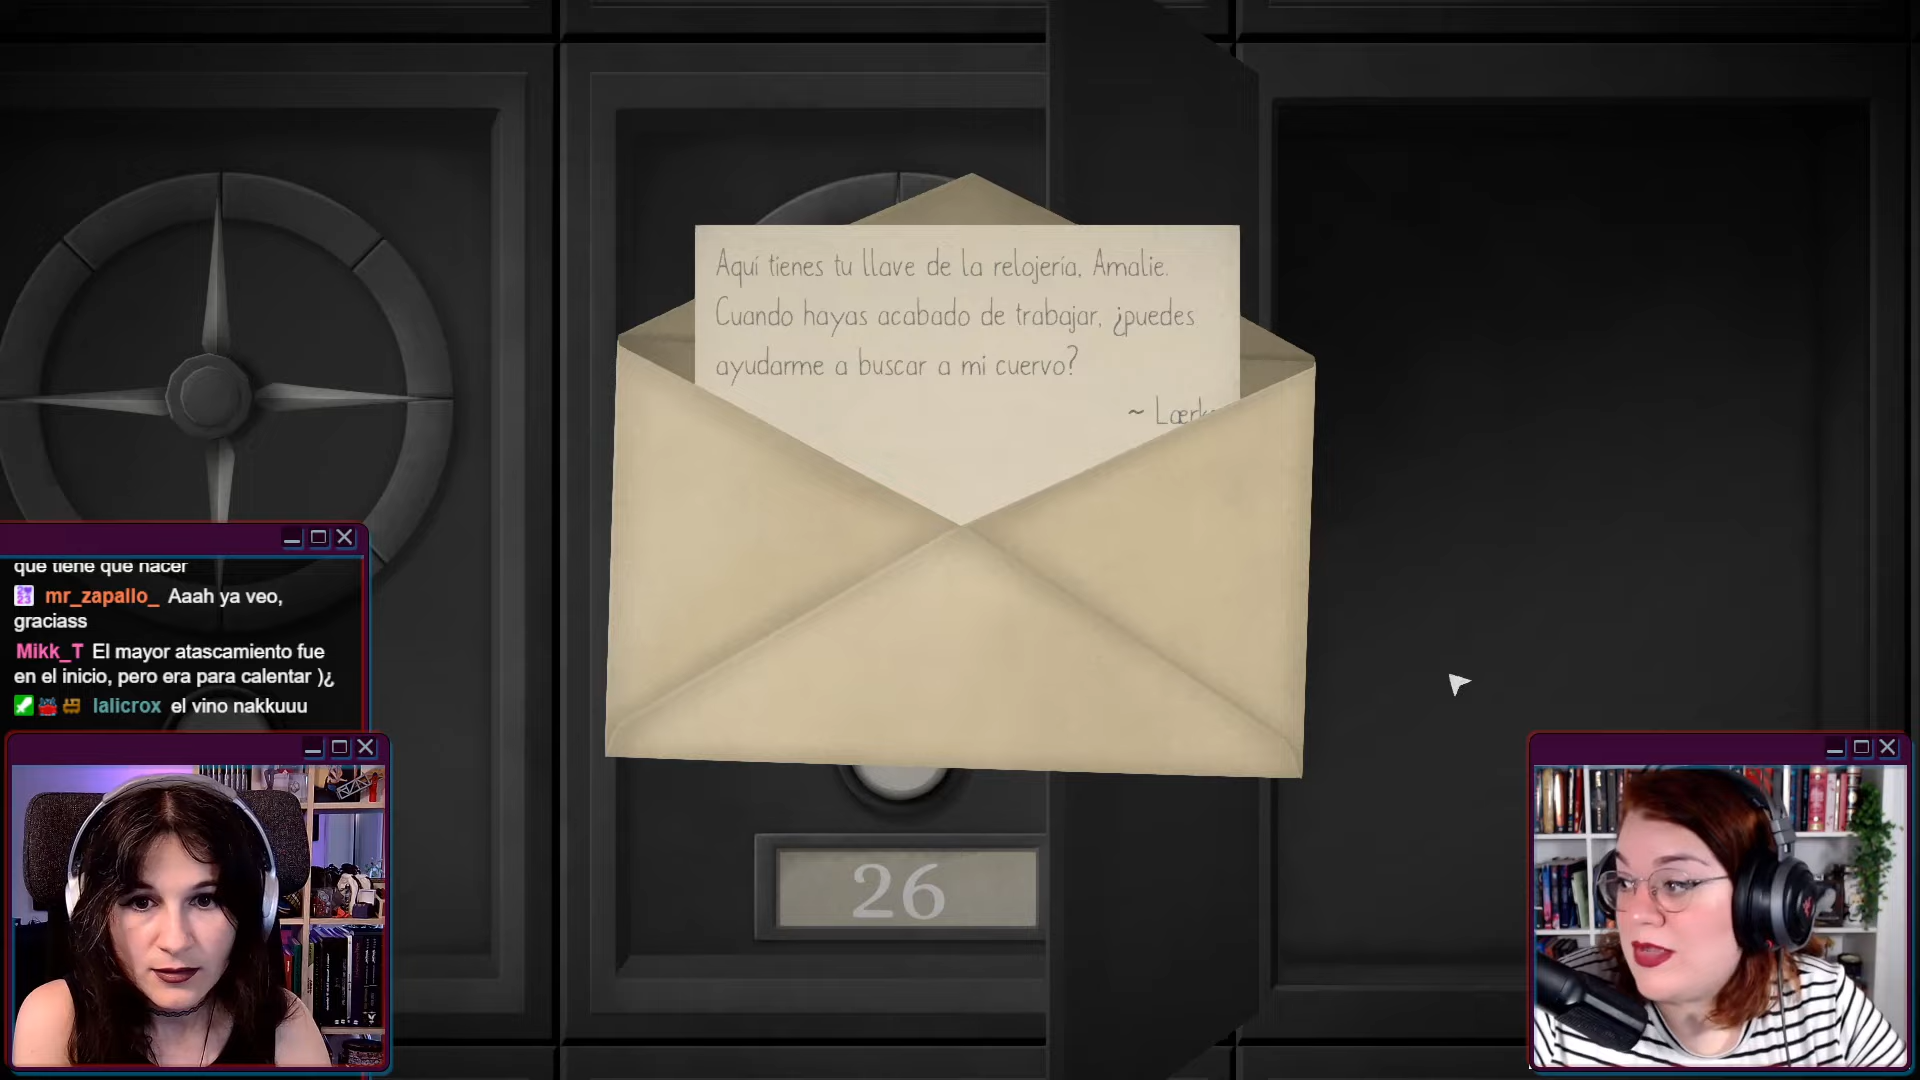 Aquí tienes tu llave de la relojería, Amalie.
Cuando hayas acabado de trabajar, ¿puedes
ayudarme a buscar a mi cuervo?
~ Lærk
que tiene que hacer
mr_zapallo_ Aaah ya veo,
graciass
Mikk_T El mayor atascamiento fue
en el inicio, pero era para calentar )¿
lalicrox el vino nakkuuu
26